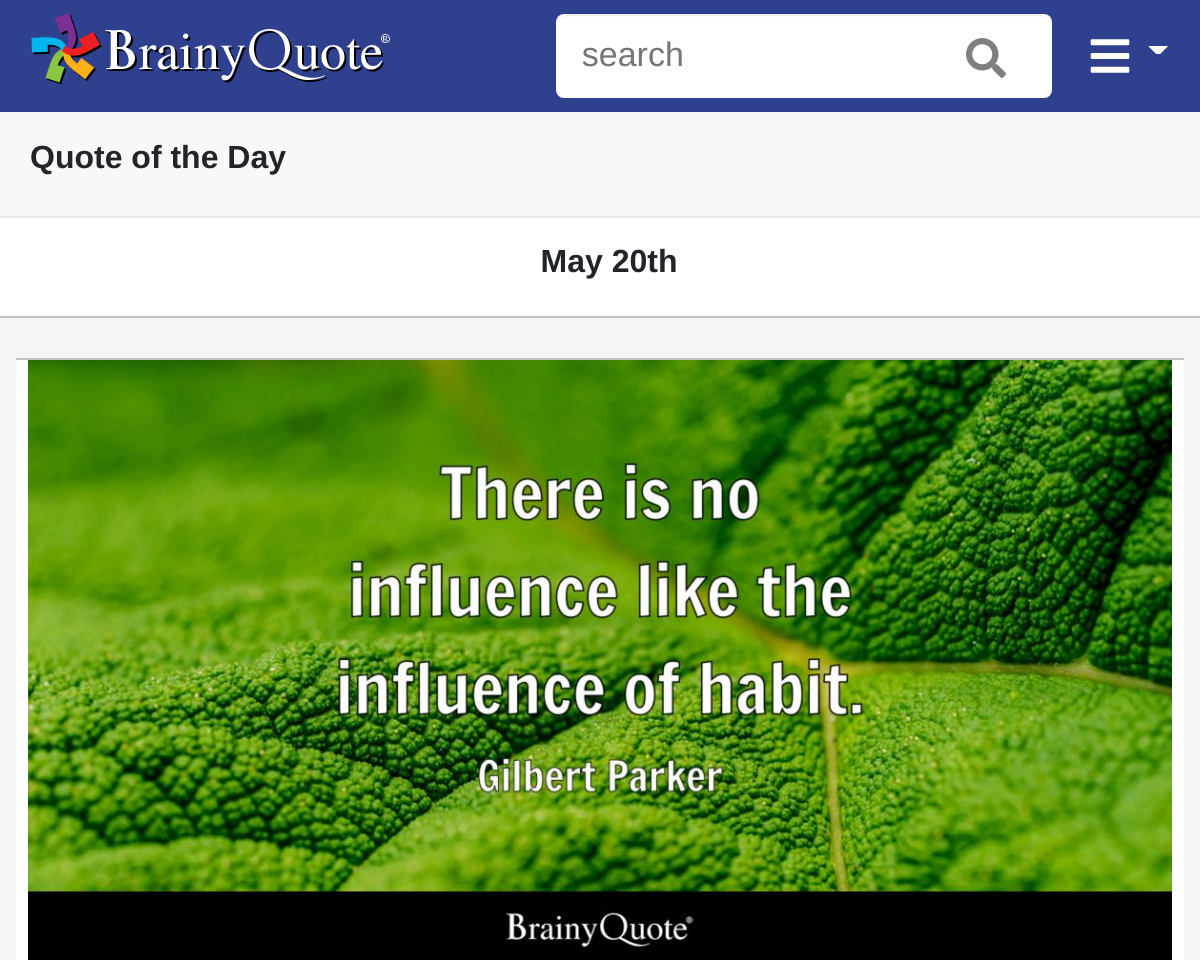 BrainyQuote®
search
Quote of the Day
May 20th
There is no
influence like the
influence of habit.
Gilbert Parker
BrainyQuote®